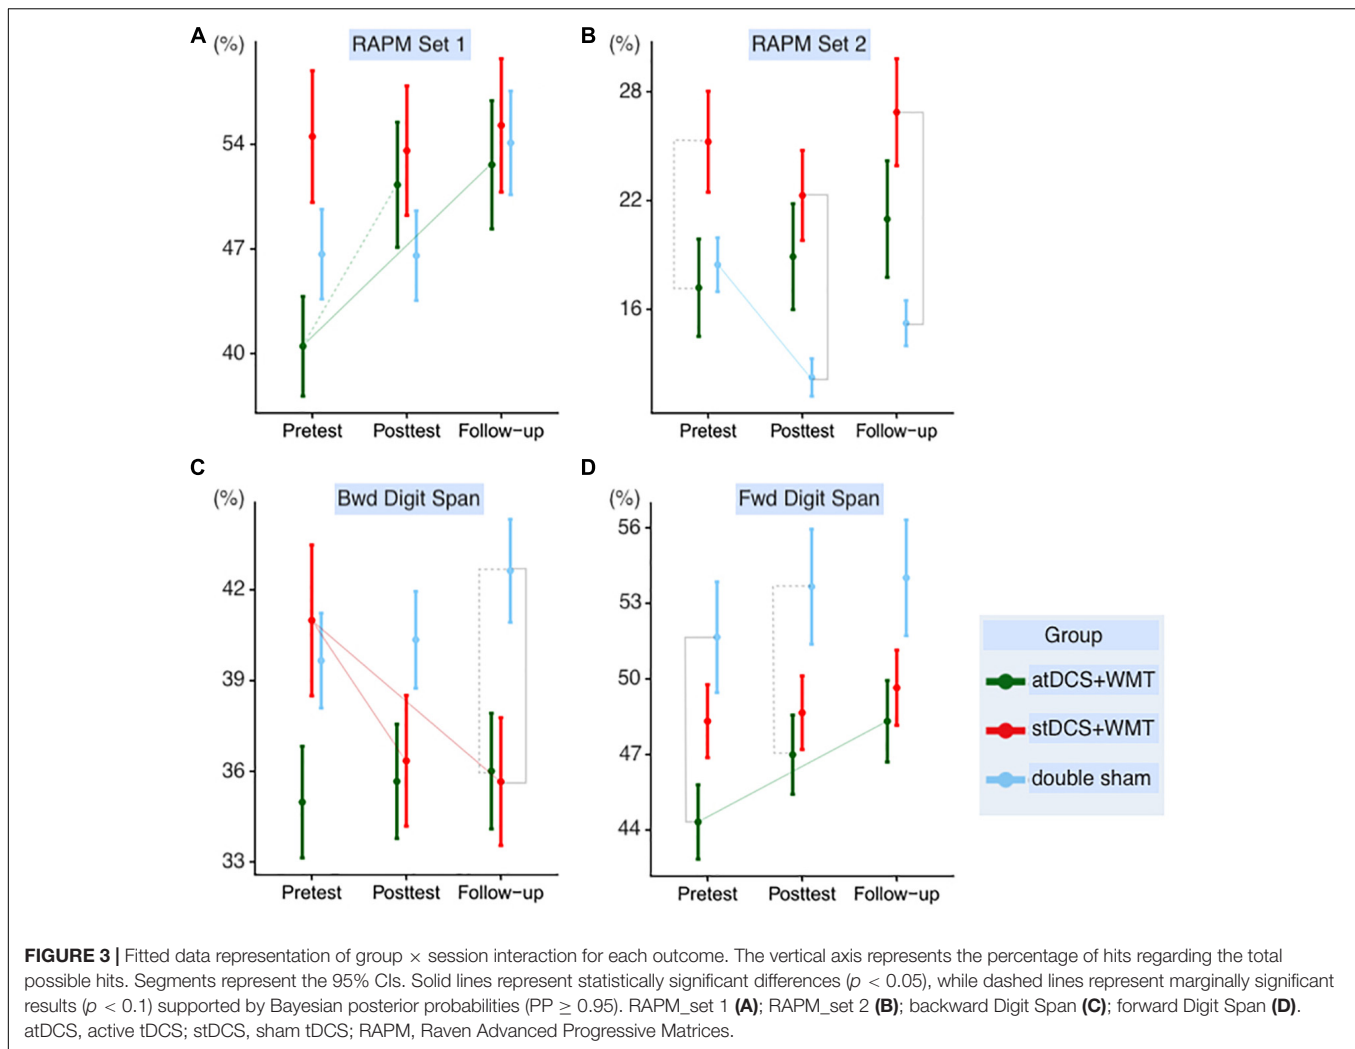 A
(%)
RAPM Set 1
54
47
40
Pretest Posttest Follow-up
B
(%)
RAPM Set 2
28
22
16
Pretest Posttest Follow-up
C
(%)
Bwd Digit Span
42
39
36
33
Pretest Posttest Follow-up
D
(%)
Fwd Digit Span
56
53
50
47
44
Pretest Posttest Follow-up
Group
atDCS+WMT
stDCS+WMT
double sham
FIGURE 3 | Fitted data representation of group × session interaction for each outcome. The vertical axis represents the percentage of hits regarding the total
possible hits. Segments represent the 95% CIs. Solid lines represent statistically significant differences (p < 0.05), while dashed lines represent marginally significant
results (p < 0.1) supported by Bayesian posterior probabilities (PP ≥ 0.95). RAPM_set 1 (A); RAPM_set 2 (B); backward Digit Span (C); forward Digit Span (D).
atDCS, active tDCS; stDCS, sham tDCS; RAPM, Raven Advanced Progressive Matrices.